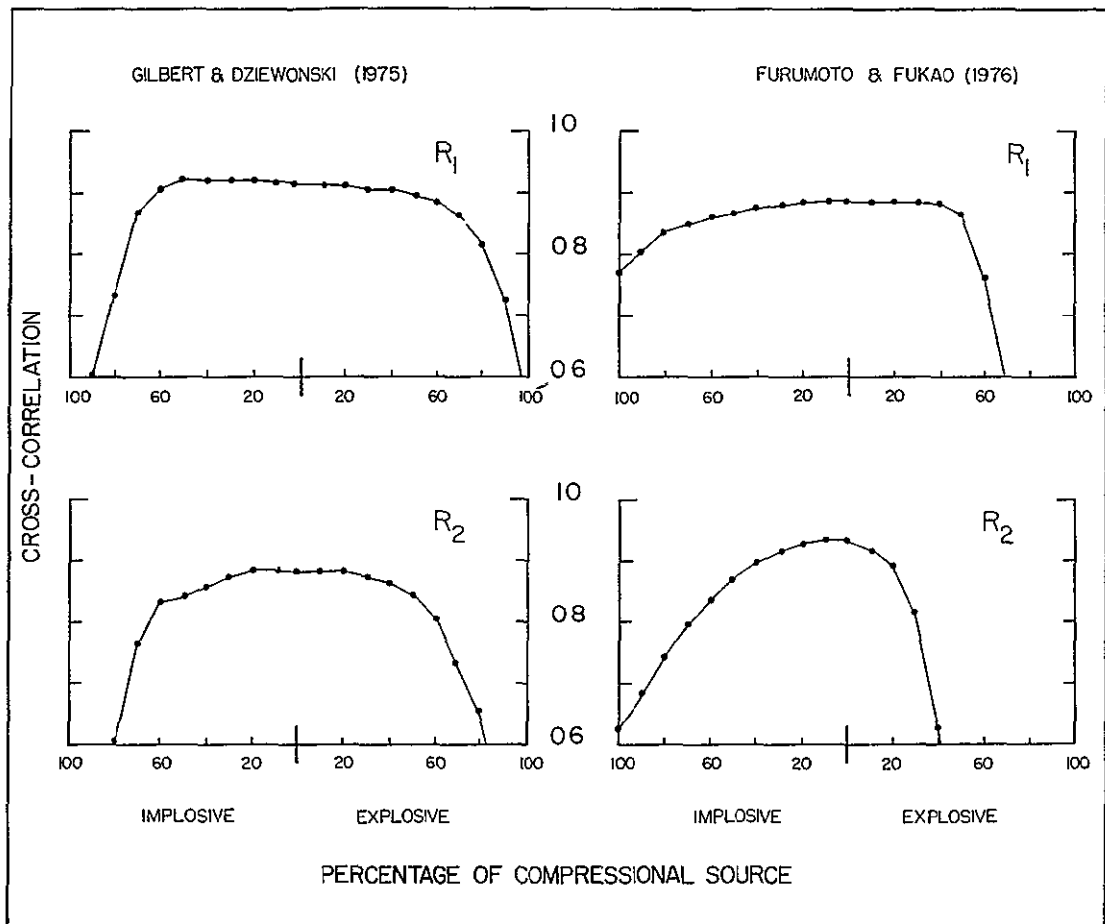 GILBERT & DZIEWONSKI (1975)
FURUMOTO & FUKAO (1976)
CROSS-CORRELATION
R1
10
08
06
100 60 20 20 60 100
R1
100 60 20 20 60 100
R2
10
08
06
100 60 20 20 60 100
R2
100 60 20 20 60 100
IMPLOSIVE EXPLOSIVE
IMPLOSIVE EXPLOSIVE
PERCENTAGE OF COMPRESSIONAL SOURCE